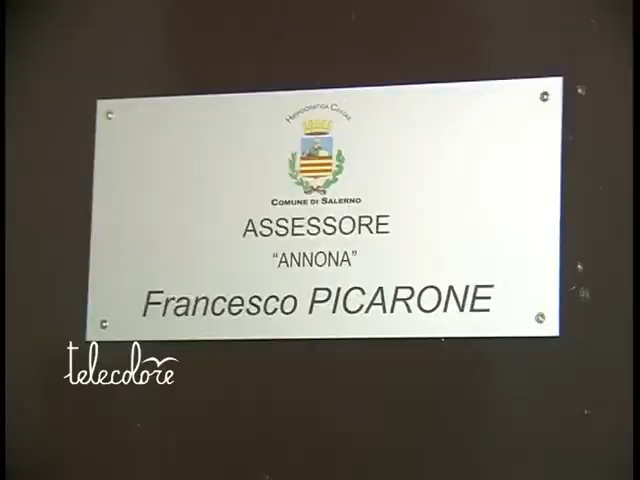 HIPPOCRATICA CIVITAS
COMUNE DI SALERNO
ASSESSORE
“ANNONA”
Francesco PICARONE
telecolore